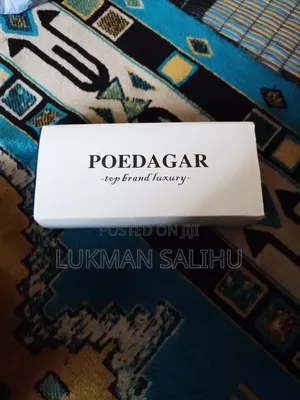 POEDAGAR
-top brand luxury-
POSTED ON JIJI
LUKMAN SALIHU